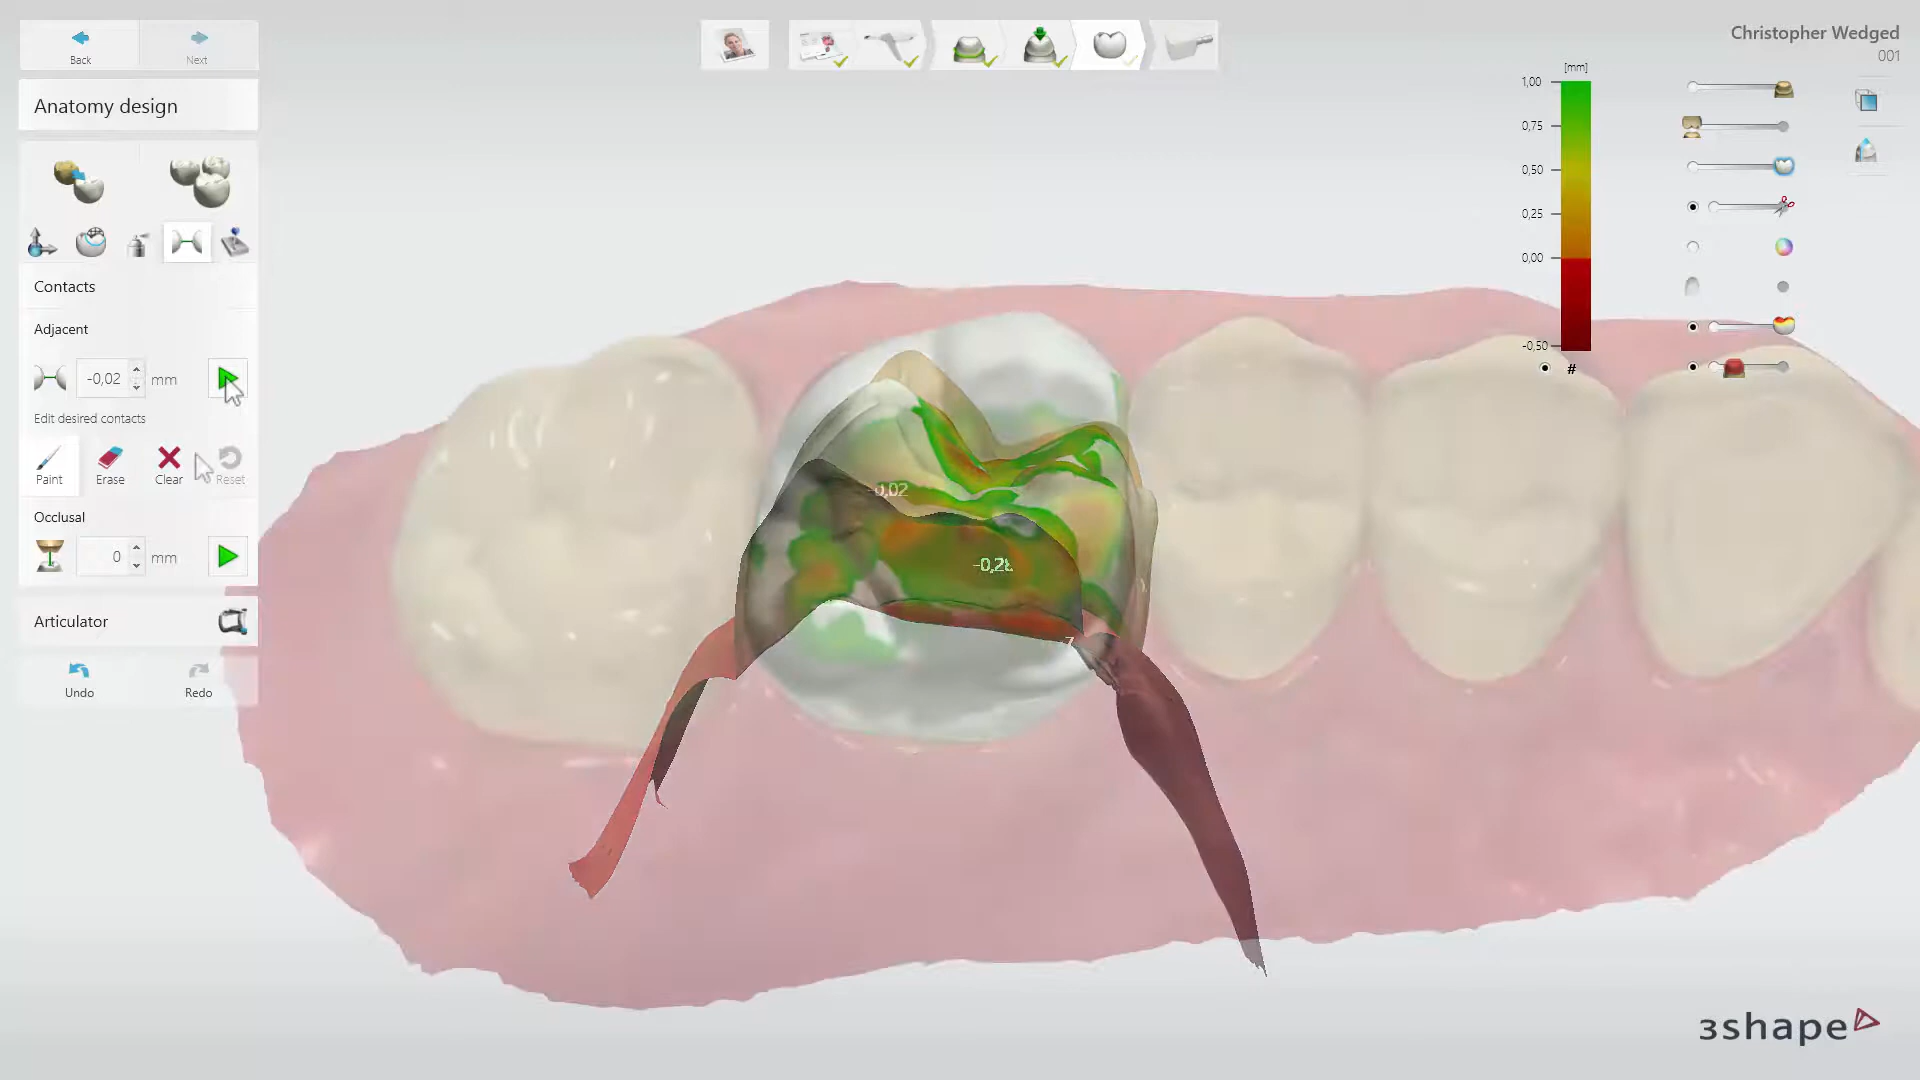 Back
Next
Anatomy design
Contacts
Adjacent
-0,02 mm
Edit desired contacts
Paint
Erase
Clear
Reset
Occlusal
0 mm
Articulator
Undo
Redo
Christopher Wedged
001
[mm]
1,00
0,75
0,50
0,25
0,00
-0,50
#
-0,02
7
3shape